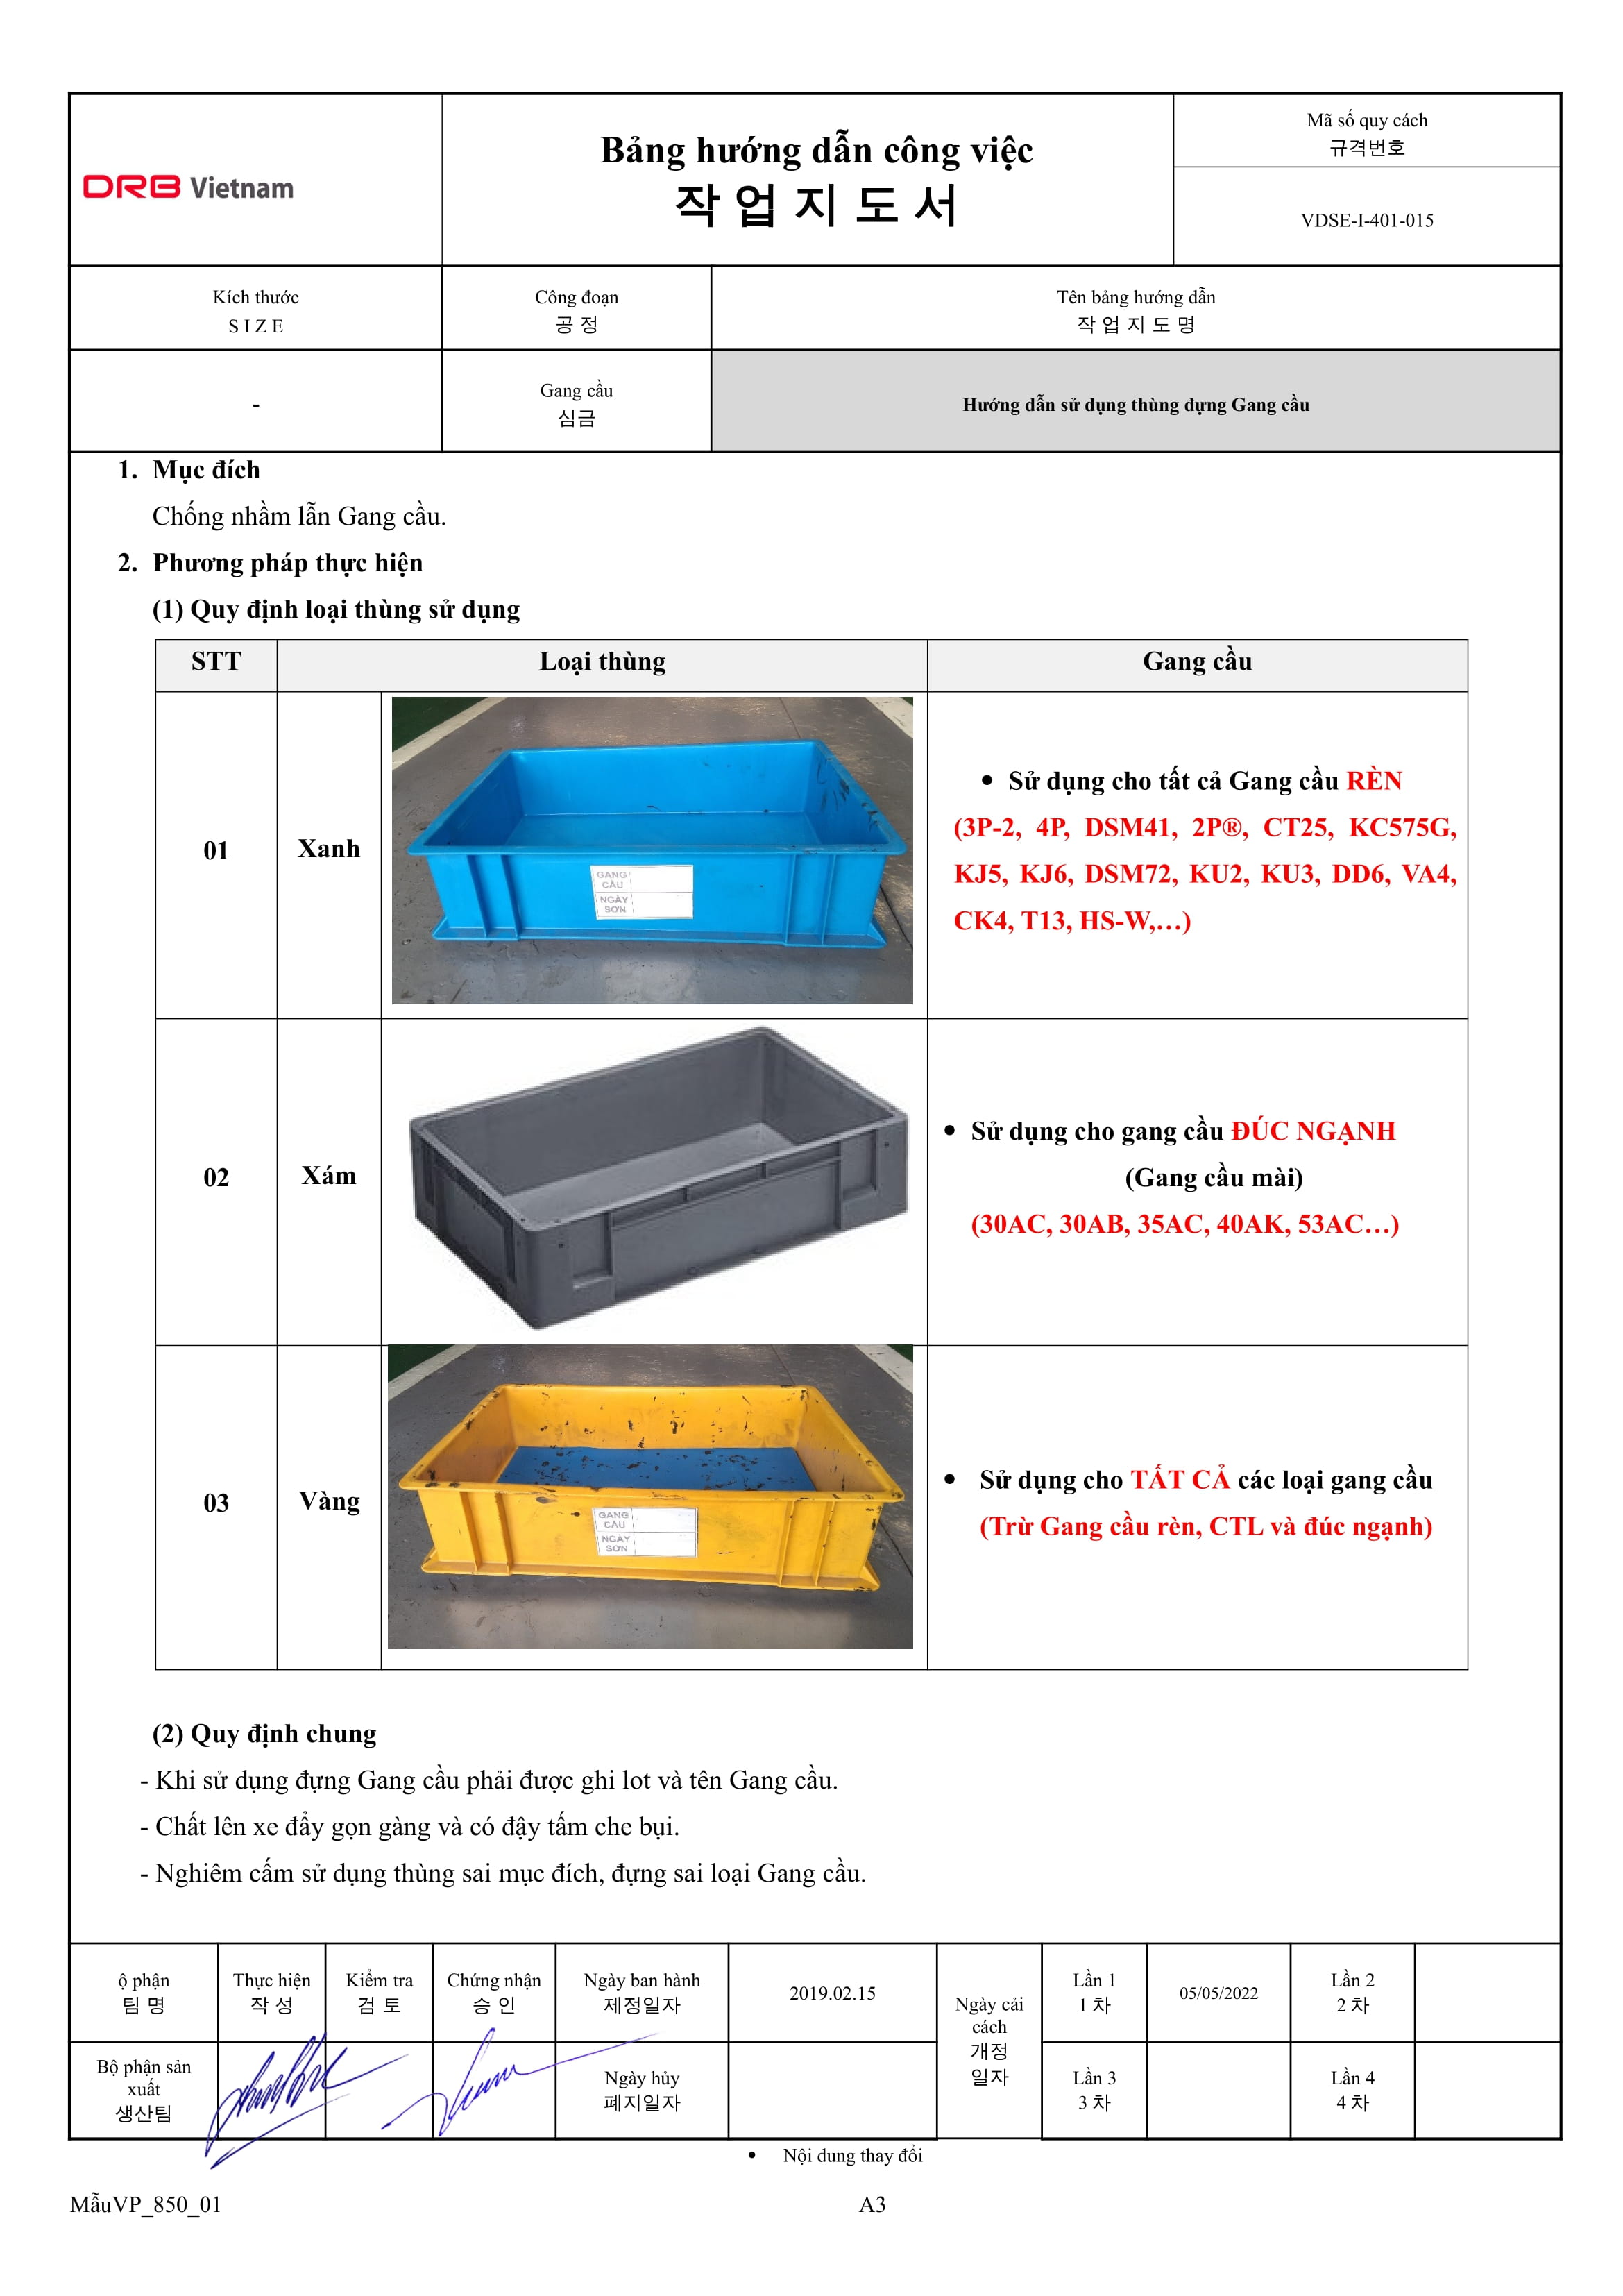 DRB Vietnam
Bảng hướng dẫn công việc
작 업 지 도 서
Mã số quy cách
규격번호
VDSE-I-401-015
Kích thước
S I Z E
Công đoạn
공 정
Tên bảng hướng dẫn
작 업 지 도 명
-
Gang cầu
심금
Hướng dẫn sử dụng thùng đựng Gang cầu
1. Mục đích
Chống nhầm lẫn Gang cầu.
2. Phương pháp thực hiện
(1) Quy định loại thùng sử dụng
STT
Loại thùng
Gang cầu
01
Xanh
GANG CẦU
NGÀY SƠN
• Sử dụng cho tất cả Gang cầu RÈN
(3P-2, 4P, DSM41, 2P®, CT25, KC575G,
KJ5, KJ6, DSM72, KU2, KU3, DD6, VA4,
CK4, T13, HS-W,…)
02
Xám
• Sử dụng cho gang cầu ĐÚC NGẠNH
(Gang cầu mài)
(30AC, 30AB, 35AC, 40AK, 53AC…)
03
Vàng
GANG CẦU
NGÀY SƠN
• Sử dụng cho TẤT CẢ các loại gang cầu
(Trừ Gang cầu rèn, CTL và đúc ngạnh)
(2) Quy định chung
- Khi sử dụng đựng Gang cầu phải được ghi lot và tên Gang cầu.
- Chất lên xe đẩy gọn gàng và có đậy tấm che bụi.
- Nghiêm cấm sử dụng thùng sai mục đích, đựng sai loại Gang cầu.
ộ phận
팀 명
Thực hiện
작 성
Kiểm tra
검 토
Chứng nhận
승 인
Ngày ban hành
제정일자
2019.02.15
Ngày cải
cách
개정
일자
Lần 1
1 차
05/05/2022
Lần 2
2 차
Bộ phận sản
xuất
생산팀
Ngày hủy
폐지일자
Lần 3
3 차
Lần 4
4 차
• Nội dung thay đổi
MẫuVP_850_01
A3